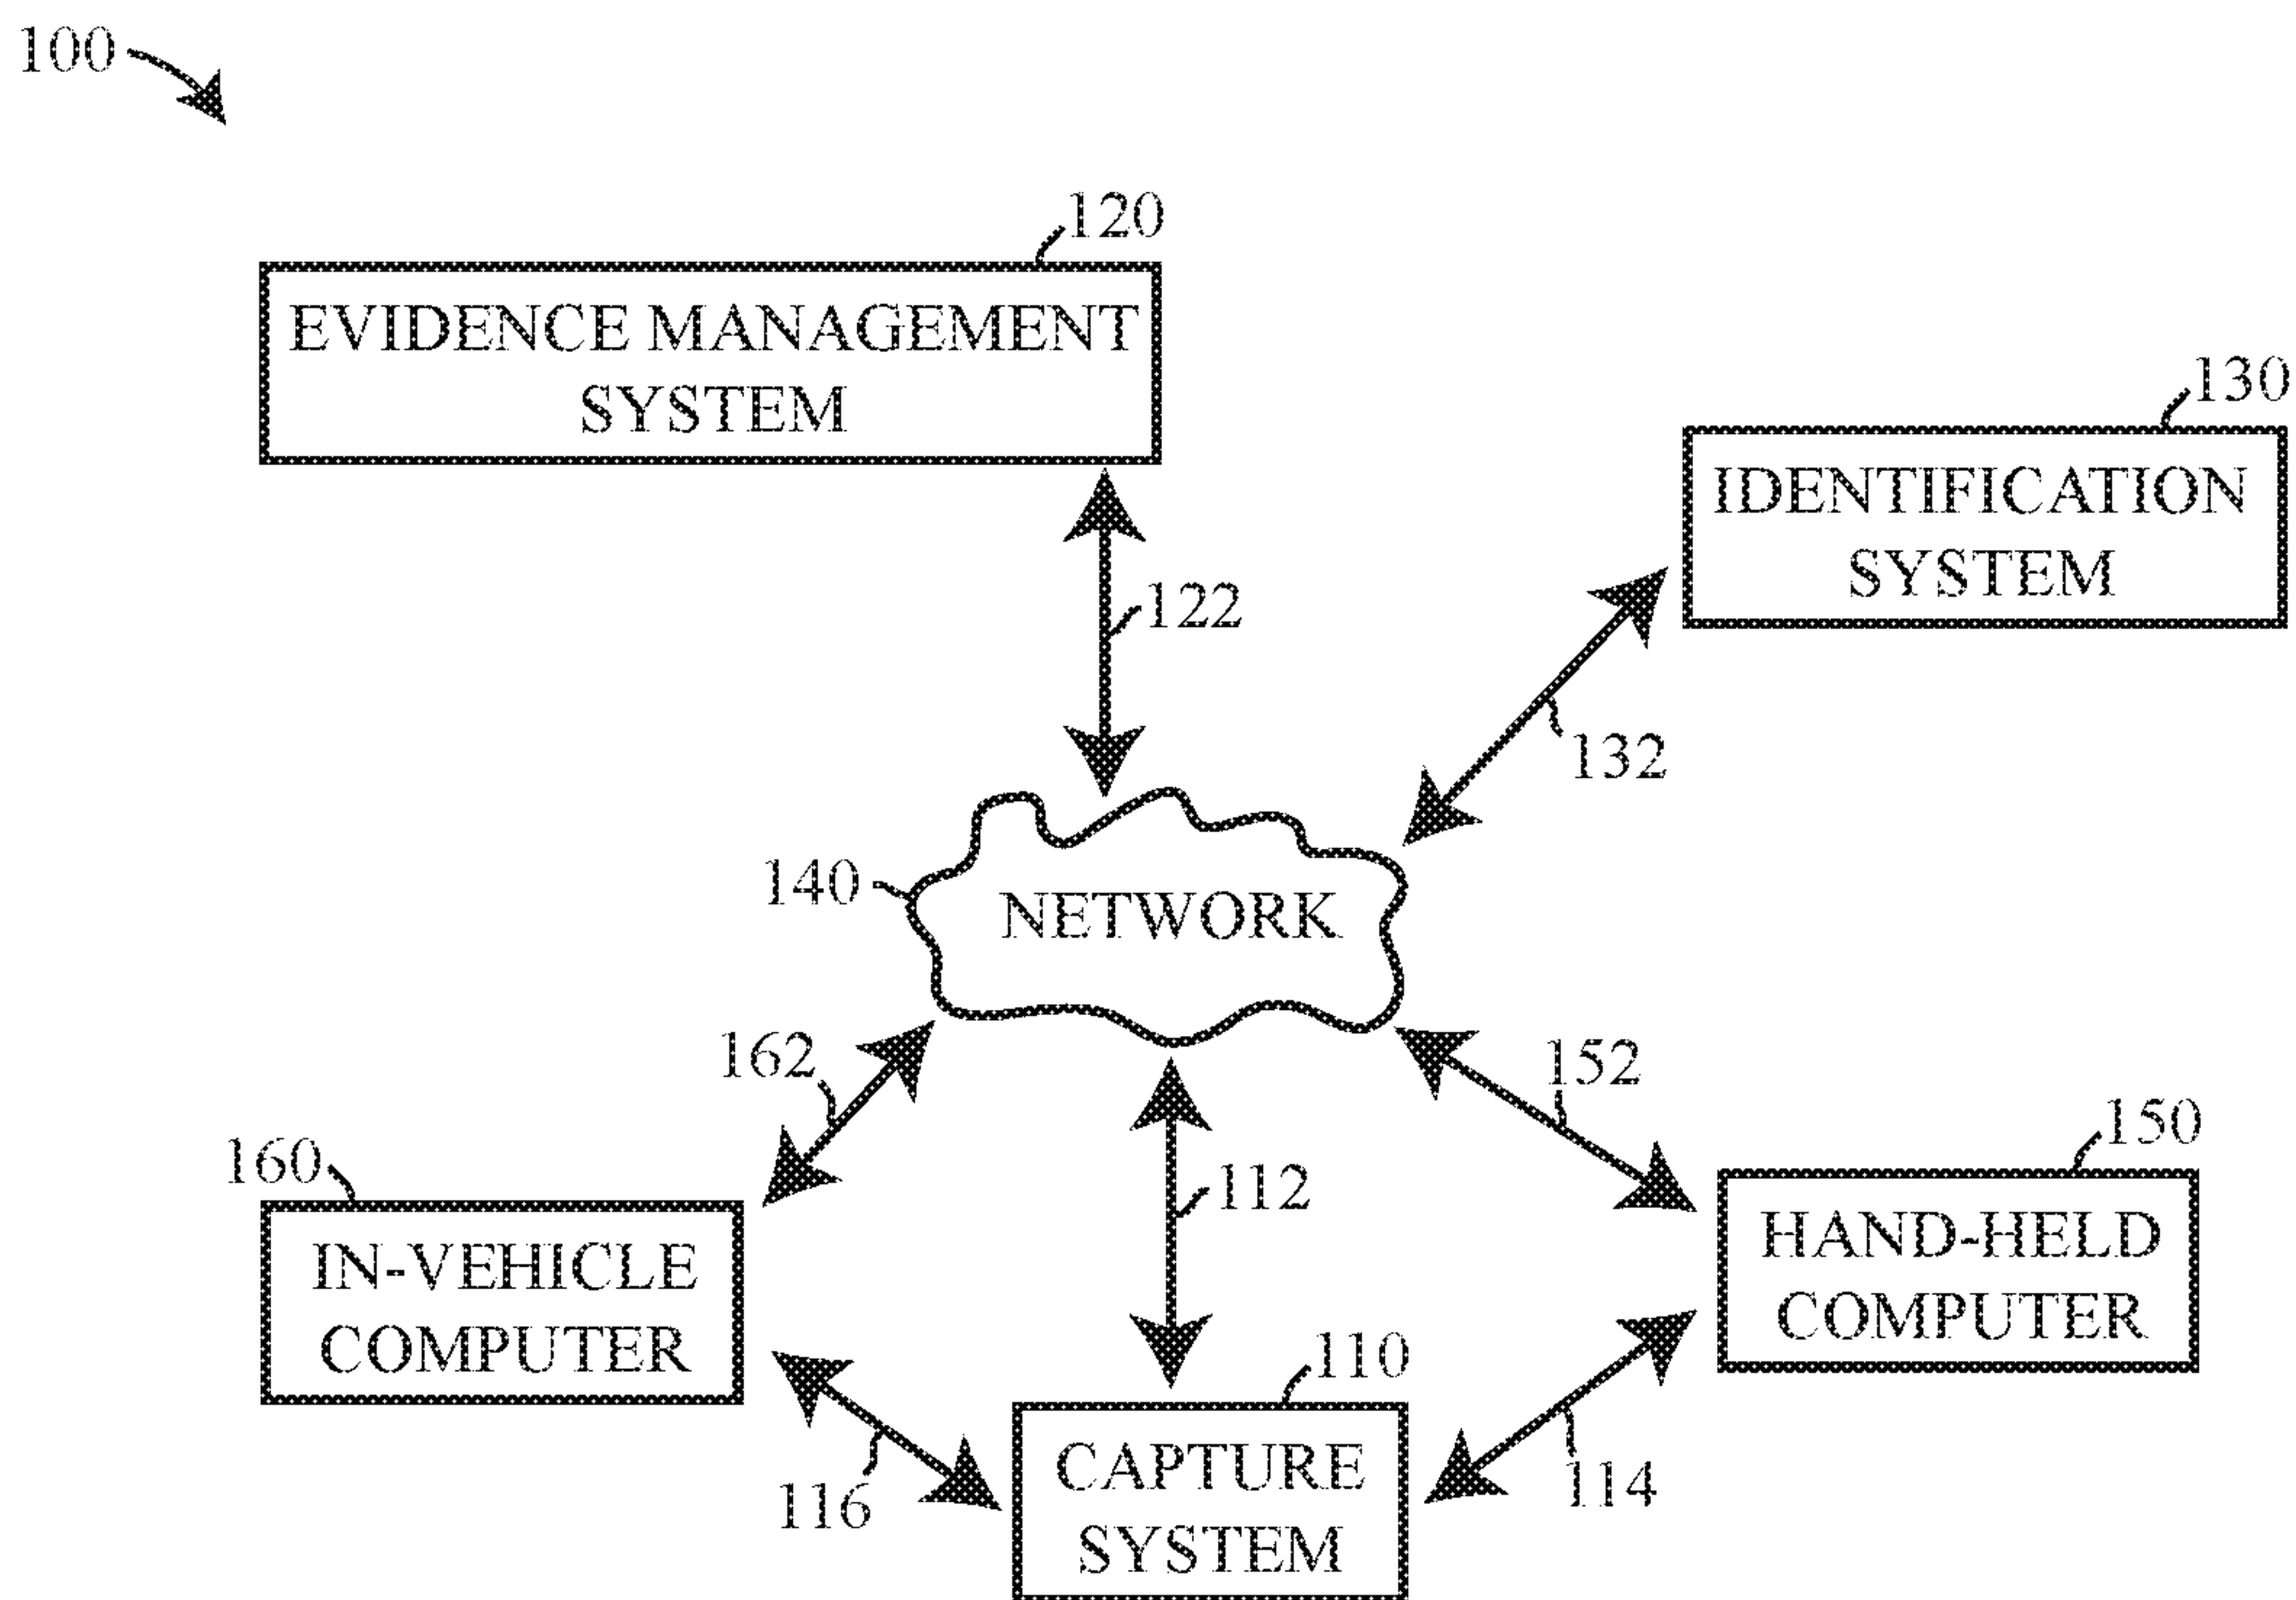 100
120
EVIDENCE MANAGEMENT
SYSTEM
130
IDENTIFICATION
SYSTEM
122
132
140
NETWORK
162
152
160
IN-VEHICLE
COMPUTER
112
150
HAND-HELD
COMPUTER
116
110
CAPTURE
SYSTEM
114